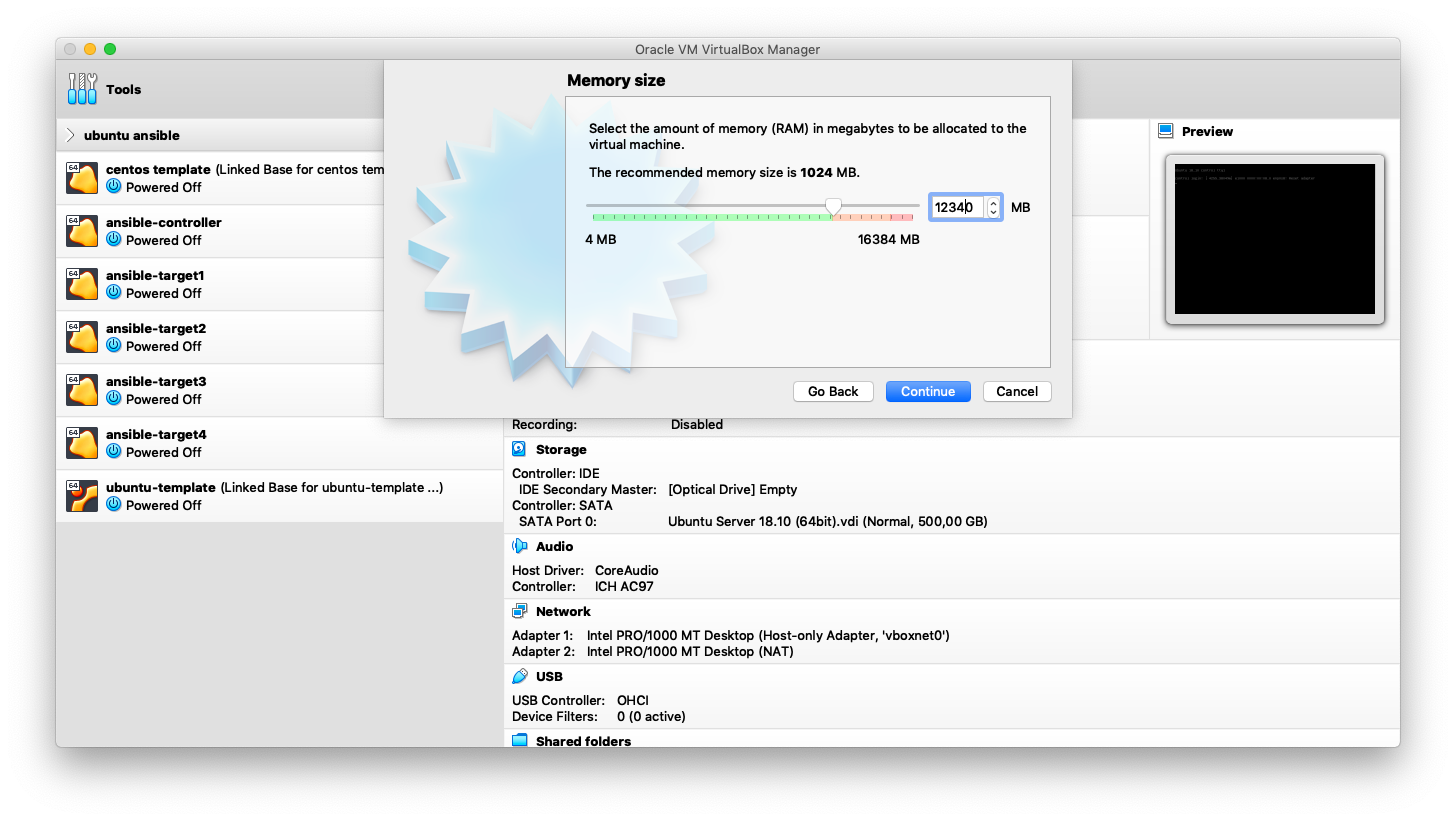 Oracle VM VirtualBox Manager
Tools
ubuntu ansible
64
centos template (Linked Base for centos tem
Powered Off
64
ansible-controller
Powered Off
64
ansible-target1
Powered Off
64
ansible-target2
Powered Off
64
ansible-target3
Powered Off
64
ansible-target4
Powered Off
64
ubuntu-template (Linked Base for ubuntu-template ...)
Powered Off
Memory size
Select the amount of memory (RAM) in megabytes to be allocated to the
virtual machine.
The recommended memory size is 1024 MB.
12340 MB
4 MB 16384 MB
Go Back Continue Cancel
Preview
Recording: Disabled
Storage
Controller: IDE
IDE Secondary Master: [Optical Drive] Empty
Controller: SATA
SATA Port 0: Ubuntu Server 18.10 (64bit).vdi (Normal, 500,00 GB)
Audio
Host Driver: CoreAudio
Controller: ICH AC97
Network
Adapter 1: Intel PRO/1000 MT Desktop (Host-only Adapter, 'vboxnet0')
Adapter 2: Intel PRO/1000 MT Desktop (NAT)
USB
USB Controller: OHCI
Device Filters: 0 (0 active)
Shared folders